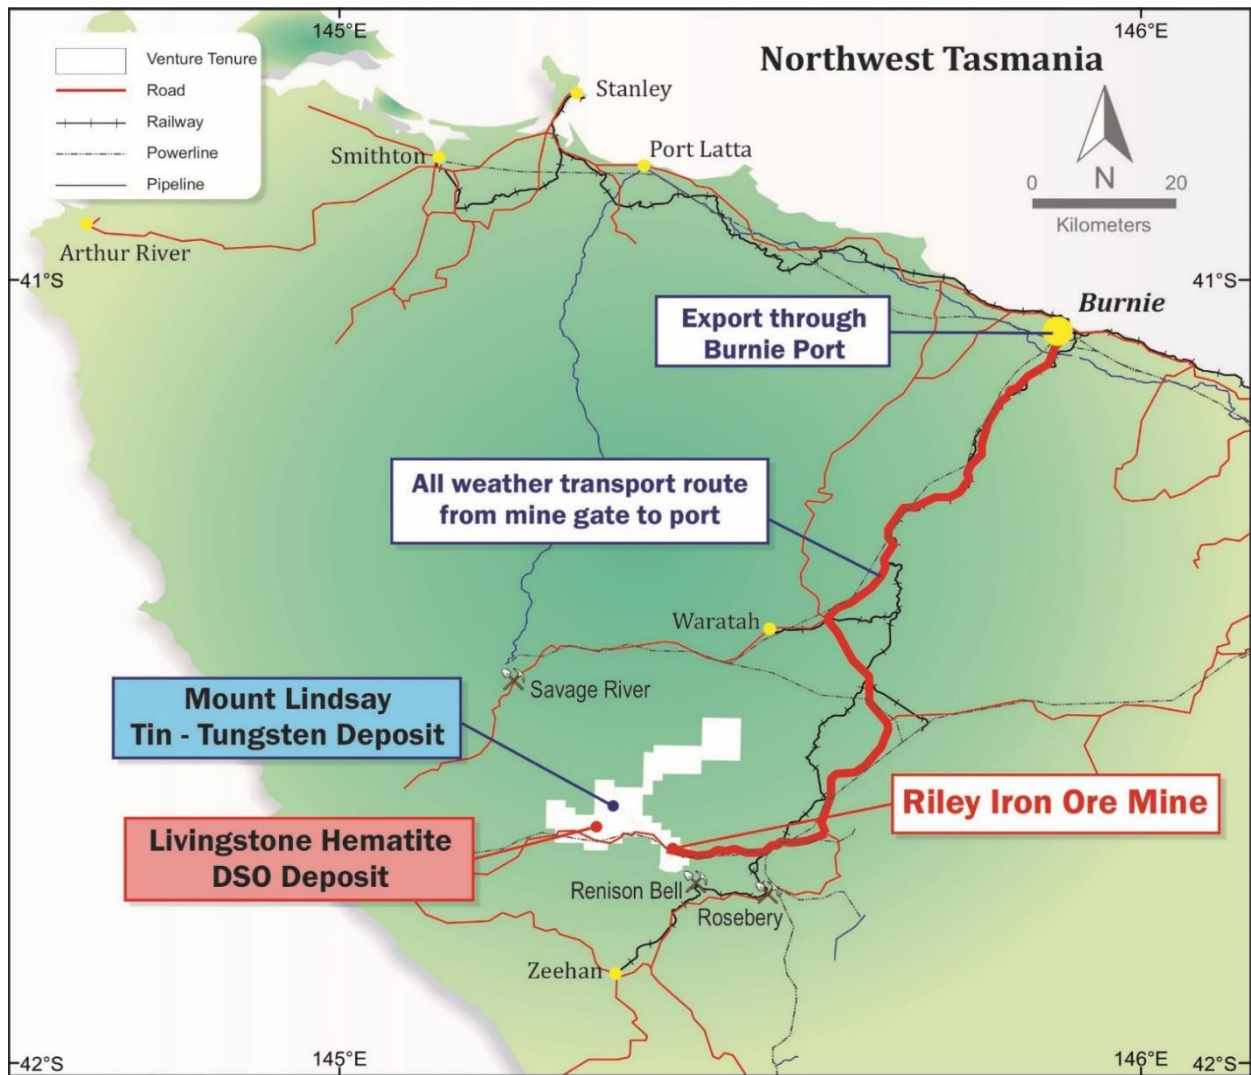 145°E
146°E
Northwest Tasmania
Venture Tenure
Road
Railway
Powerline
Pipeline
Stanley
Smithton
Port Latta
N
0
20
Kilometers
Arthur River
41°S
41°S
Burnie
Export through
Burnie Port
All weather transport route
from mine gate to port
Waratah
Savage River
Mount Lindsay
Tin - Tungsten Deposit
Riley Iron Ore Mine
Livingstone Hematite
DSO Deposit
Renison Bell
Rosebery
Zeehan
42°S
145°E
146°E
42°S